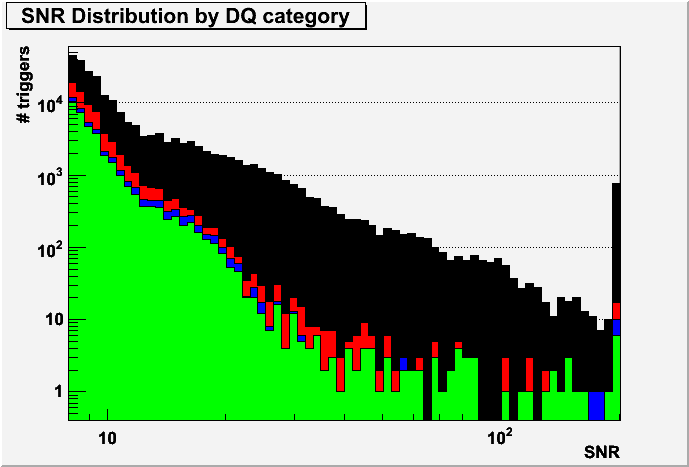 SNR Distribution by DQ category
# triggers
10⁴
10³
10²
10
1
10
10²
SNR